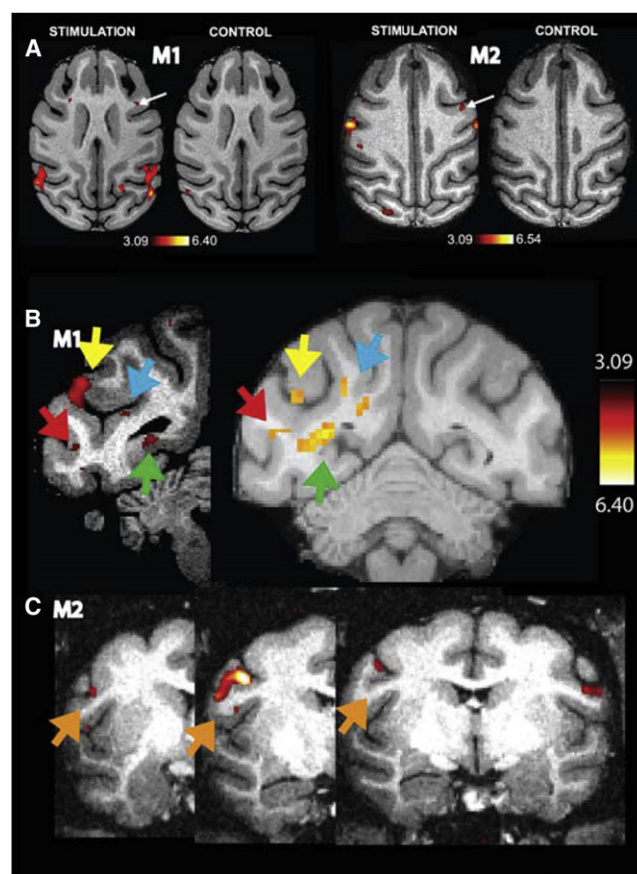 A
STIMULATION M1 CONTROL
STIMULATION M2 CONTROL
3.09 6.40
3.09 6.54
B
M1
3.09
6.40
C M2